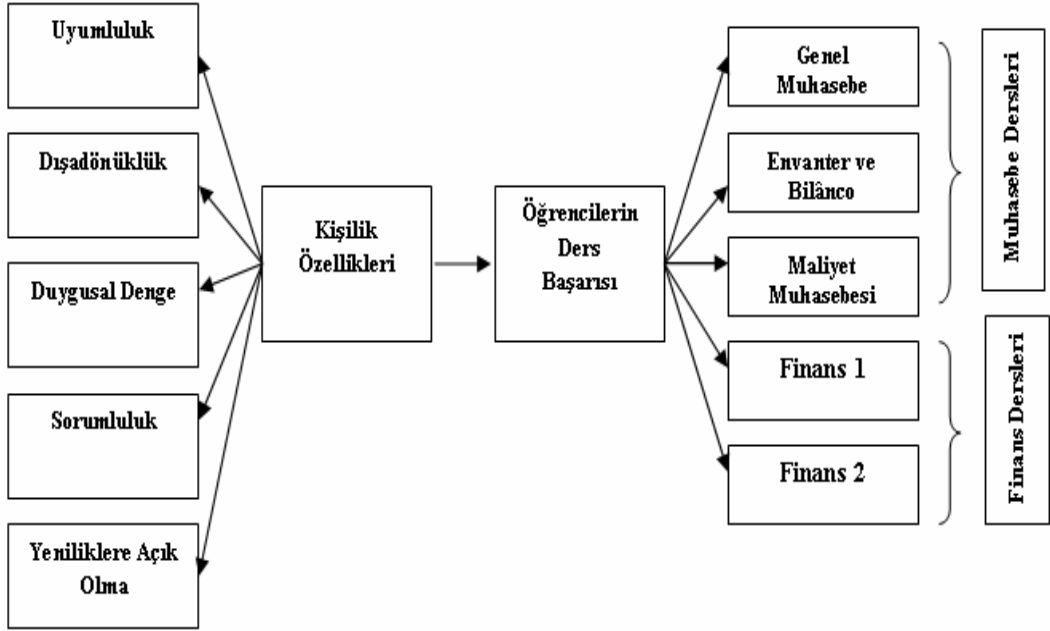 Uyumluluk
Dışadönüklük
Duygusal Denge
Sorumluluk
Yeniliklere Açık
Olma
Kişilik
Özellikleri
Öğrencilerin
Ders
Başarısı
Genel
Muhasebe
Envanter ve
Bilânco
Maliyet
Muhasebesi
Finans 1
Finans 2
Muhasebe Dersleri
Finans Dersleri